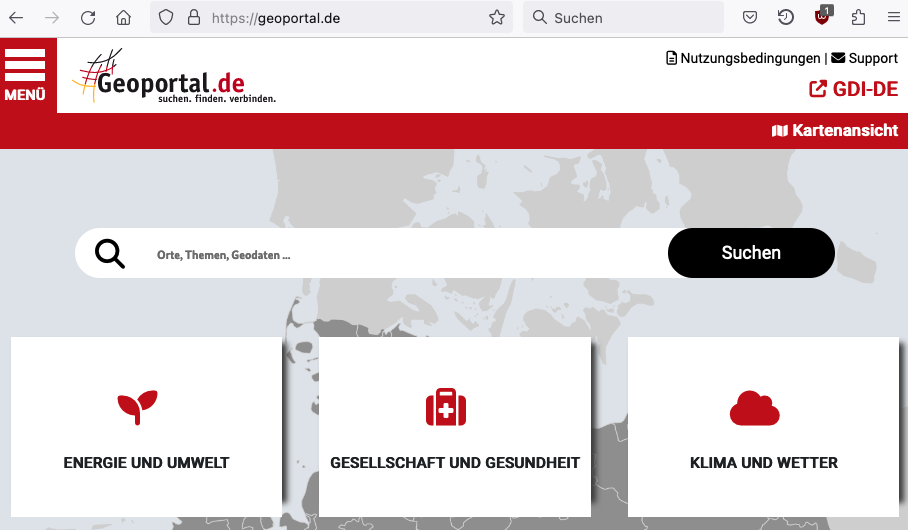 https://geoportal.de
Suchen
1
MENÜ
Geoportal.de
suchen. finden. verbinden.
Nutzungsbedingungen | Support
GDI-DE
Kartenansicht
Orte, Themen, Geodaten ...
Suchen
ENERGIE UND UMWELT
GESELLSCHAFT UND GESUNDHEIT
KLIMA UND WETTER